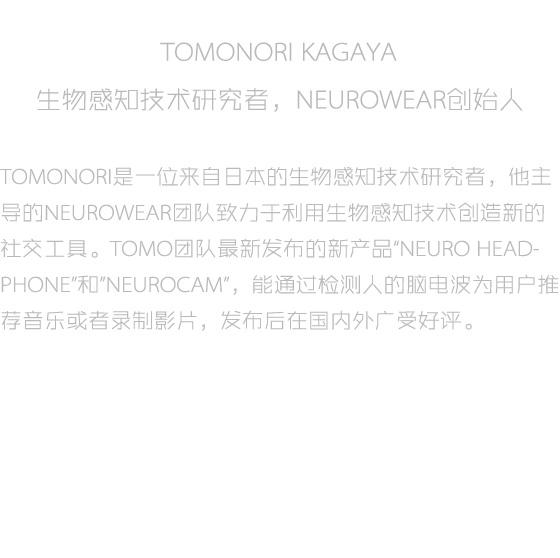 TOMONORI KAGAYA
生物感知技术研究者，NEUROWEAR创始人
TOMONORI是一位来自日本的生物感知技术研究者，他主
导的NEUROWEAR团队致力于利用生物感知技术创造新的
社交工具。TOMO团队最新发布的新产品“NEURO HEAD-
PHONE”和”NEUROCAM”，能通过检测人的脑电波为用户推
荐音乐或者录制影片，发布后在国内外广受好评。